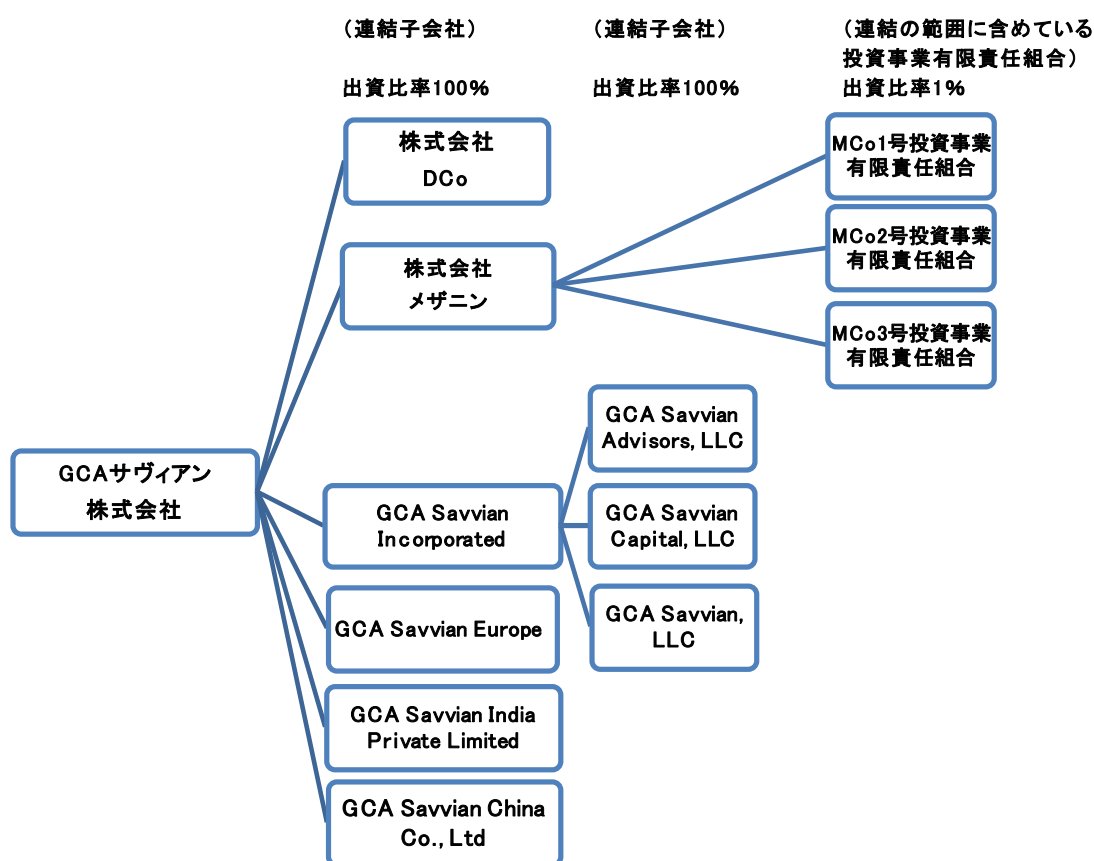 （連結子会社）
出資比率100%
（連結子会社）
出資比率100%
（連結の範囲に含めている
投資事業有限責任組合）
出資比率1%
株式会社
DCo
株式会社
メザニン
MCo1号投資事業
有限責任組合
MCo2号投資事業
有限責任組合
MCo3号投資事業
有限責任組合
GCAサヴィアン
株式会社
GCA Savvian
Incorporated
GCA Savvian
Advisors, LLC
GCA Savvian
Capital, LLC
GCA Savvian,
LLC
GCA Savvian Europe
GCA Savvian India
Private Limited
GCA Savvian China
Co., Ltd